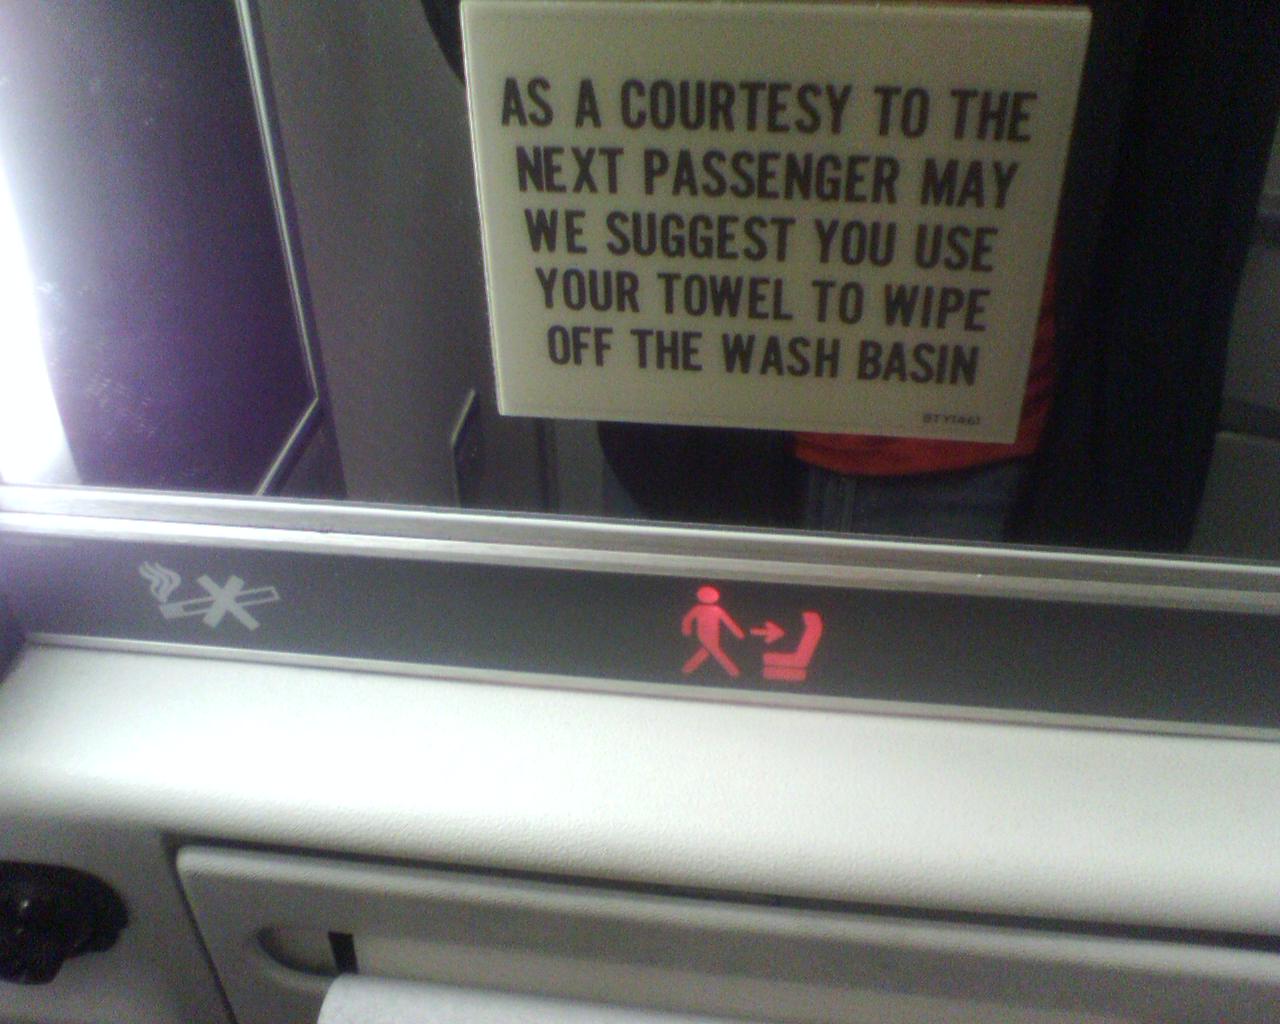 AS A COURTESY TO THE
NEXT PASSENGER MAY
WE SUGGEST YOU USE
YOUR TOWEL TO WIPE
OFF THE WASH BASIN